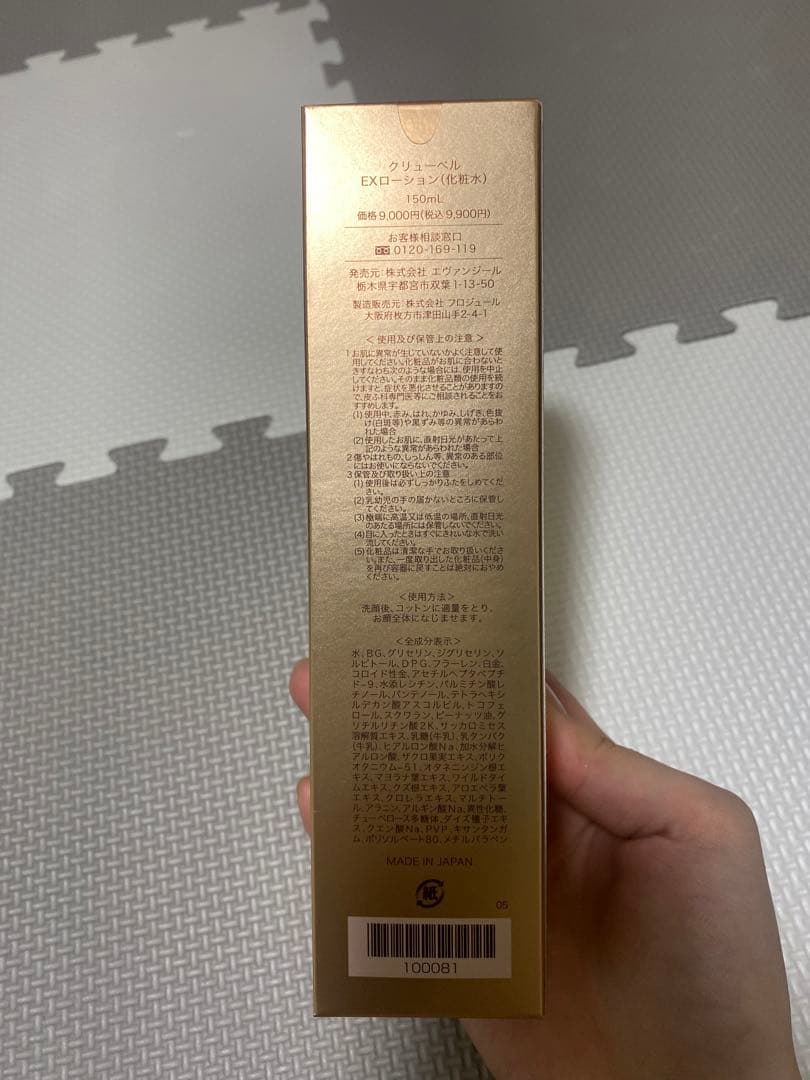 クリューベル
EXローション(化粧水)
150mL
価格 9,000円(税込 9,900円)
お客様相談窓口
0120-169-119
発売元:株式会社 エヴァンジール
栃木県宇都宮市双葉1-13-50
製造販売元:株式会社 フロジュール
大阪府枚方市津田山手2-4-1
<使用及び保管上の注意>
1 お肌に異常が生じていないかよく注意して使
用してください。化粧品がお肌に合わないと
きすなわち次のような場合には、使用を中止
してください。そのまま化粧品類の使用を続
けますと、症状を悪化させることがありますの
で、皮ふ科専門医等にご相談されることをお
すすめします。
(1) 使用中、赤み、はれ、かゆみ、しげき、色抜
け(白斑等)や黒ずみ等の異常があらわ
れた場合
(2) 使用したお肌に、直射日光があたって上
記のような異常があらわれた場合
2 傷やはれもの、しっしん等、異常のある部位
にはお使いにならないでください。
3 保管及び取り扱い上の注意
(1) 使用後は必ずしっかりふたをしめてくだ
さい。
(2) 乳幼児の手の届かないところに保管し
てください。
(3) 極端に高温又は低温の場所、直射日光
のあたる場所には保管しないでください。
(4) 目に入ったときはすぐにきれいな水で洗い
流してください。
(5) 化粧品は清潔な手でお取り扱いくださ
い。また、一度取り出した化粧品(中身)
を再び容器に戻すことは絶対におやめ
ください。
<使用方法>
洗顔後、コットンに適量をとり、
お顔全体になじませます。
<全成分表示>
水、BG、グリセリン、ジグリセリン、ソ
ルビトール、DPG、フラーレン、白金、
コロイド性金、アセチルヘプタペプチ
ド-9、水添レシチン、パルミチン酸レ
チノール、パンテノール、テトラヘキシ
ルデカン酸アスコルビル、トコフェ
ロール、スクワラン、ピーナッツ油、グ
リチルリチン酸2K、サッカロミセス
溶解質エキス、乳糖(牛乳)、乳タンパク
(牛乳)、ヒアルロン酸Na、加水分解ヒ
アルロン酸、ザクロ果実エキス、ポリク
オタニウム-51、オタネニンジン根エ
キス、マヨラナ葉エキス、ワイルドタイ
ムエキス、クズ根エキス、アロエベラ葉
エキス、クロレラエキス、マルチトー
ル、アラニン、アルギン酸Na、異性化糖、
チューベロース多糖体、ダイズ種子エキ
ス、クエン酸Na、PVP、キサンタンガ
ム、ポリソルベート80、メチルパラベン
MADE IN JAPAN
紙
05
100081